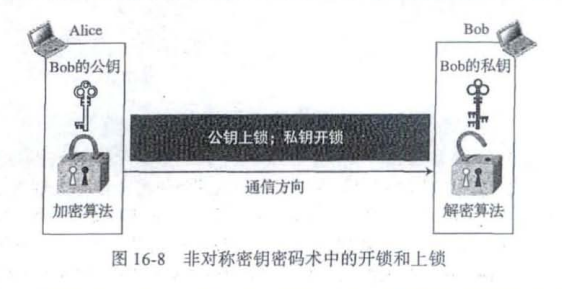 Alice
Bob
Bob的公钥
Bob的私钥
公钥上锁；私钥开锁
通信方向
加密算法
解密算法
图 16-8 非对称密钥密码术中的开锁和上锁